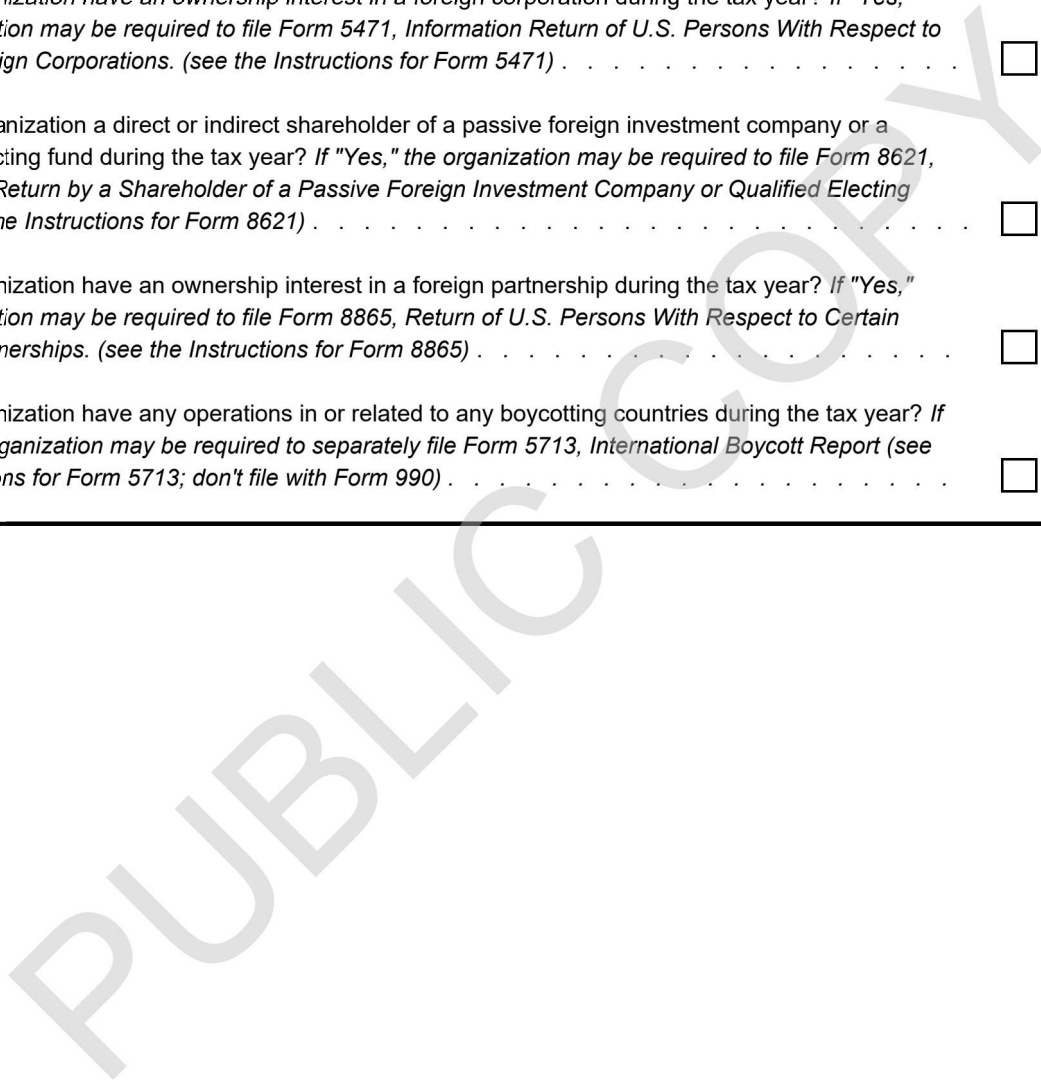 have an ownership interest in a foreign corporation during the tax year? If "Yes,"
tion may be required to file Form 5471, Information Return of U.S. Persons With Respect to
ign Corporations. (see the Instructions for Form 5471) . . . . . . . . . . . . . . . .
anization a direct or indirect shareholder of a passive foreign investment company or a
cting fund during the tax year? If "Yes," the organization may be required to file Form 8621,
Return by a Shareholder of a Passive Foreign Investment Company or Qualified Electing
he Instructions for Form 8621) . . . . . . . . . . . . . . . . . . . . . . . . . .
nization have an ownership interest in a foreign partnership during the tax year? If "Yes,"
tion may be required to file Form 8865, Return of U.S. Persons With Respect to Certain
nerships. (see the Instructions for Form 8865) . . . . . . . . . . . . . . . . . . .
nization have any operations in or related to any boycotting countries during the tax year? If
ganization may be required to separately file Form 5713, International Boycott Report (see
ons for Form 5713; don't file with Form 990) . . . . . . . . . . . . . . . . . . . .
PUBLIC COPY